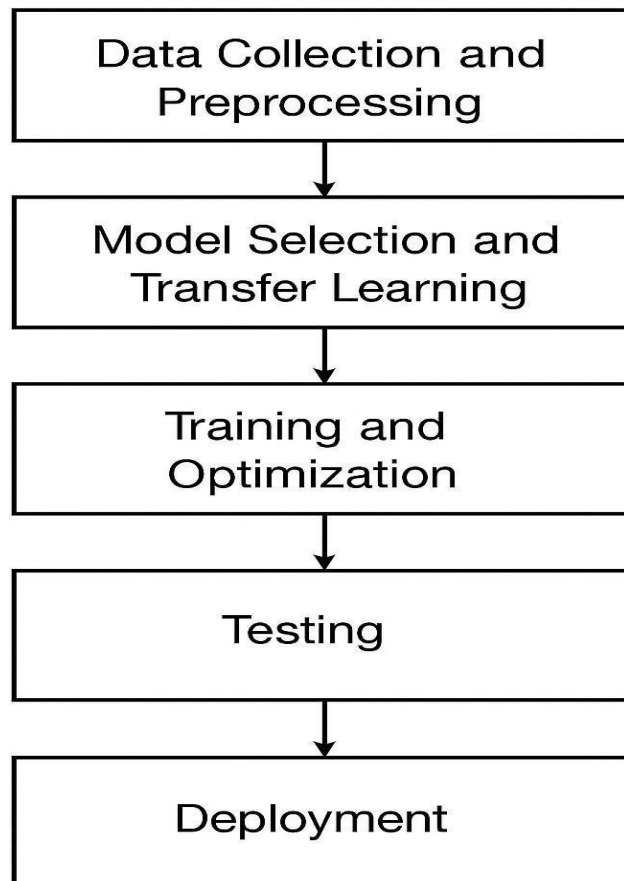 Data Collection and
Preprocessing
Model Selection and
Transfer Learning
Training and
Optimization
Testing
Deployment